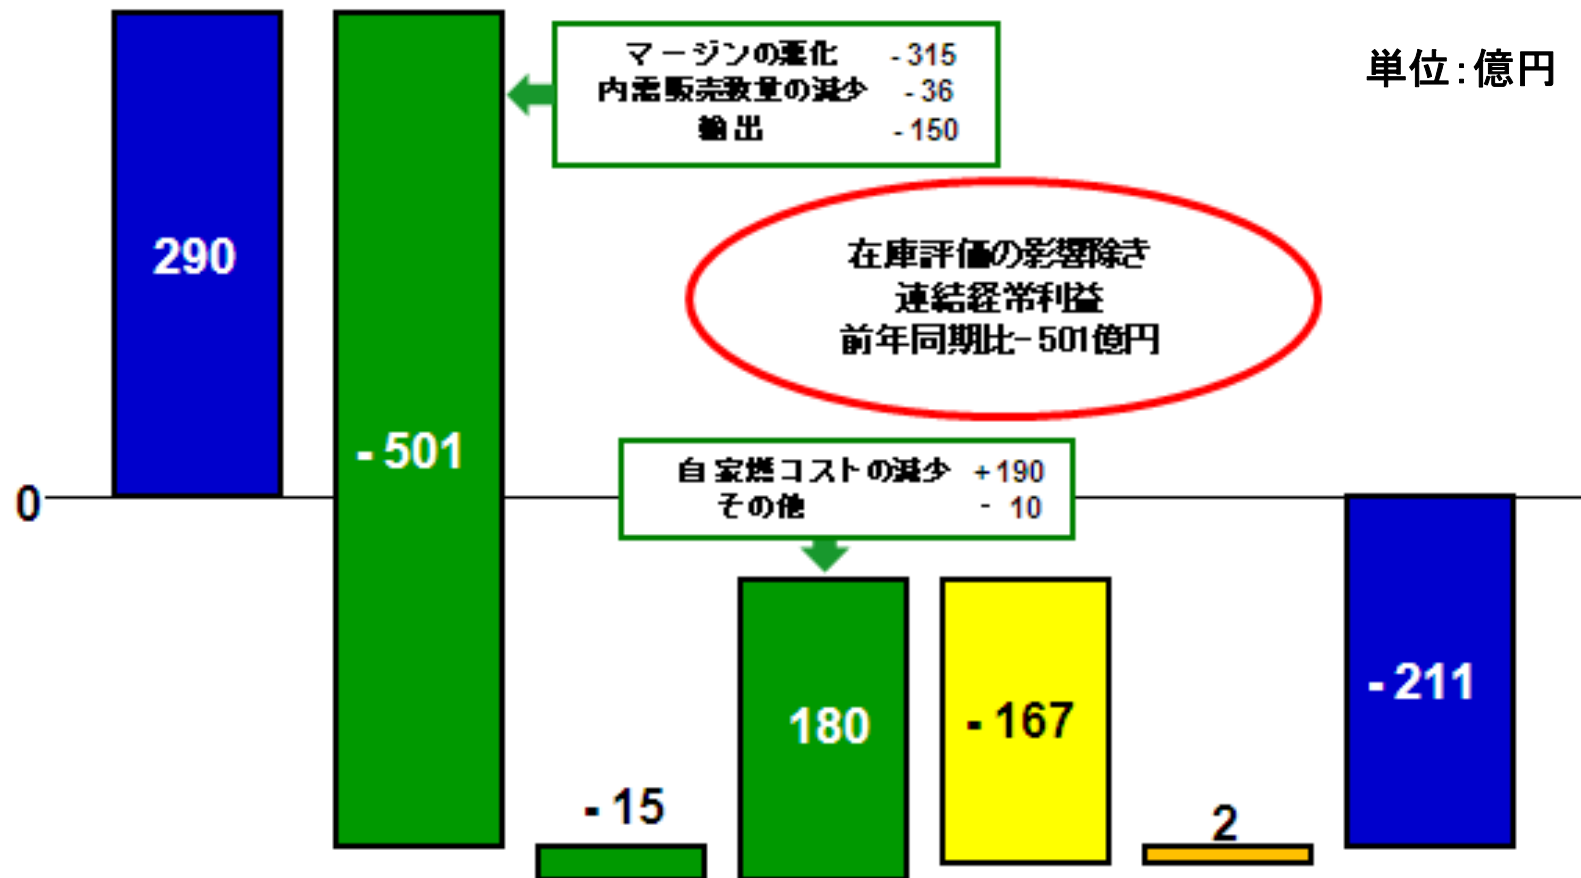 単位：億円
マージンの悪化 -315
内需販売数量の減少 -36
輸出 -150
290
-501
在庫評価の影響除き
連結経常利益
前年同期比-501億円
自家燃コストの減少 +190
その他 - 10
0
180
-167
-211
-15
2